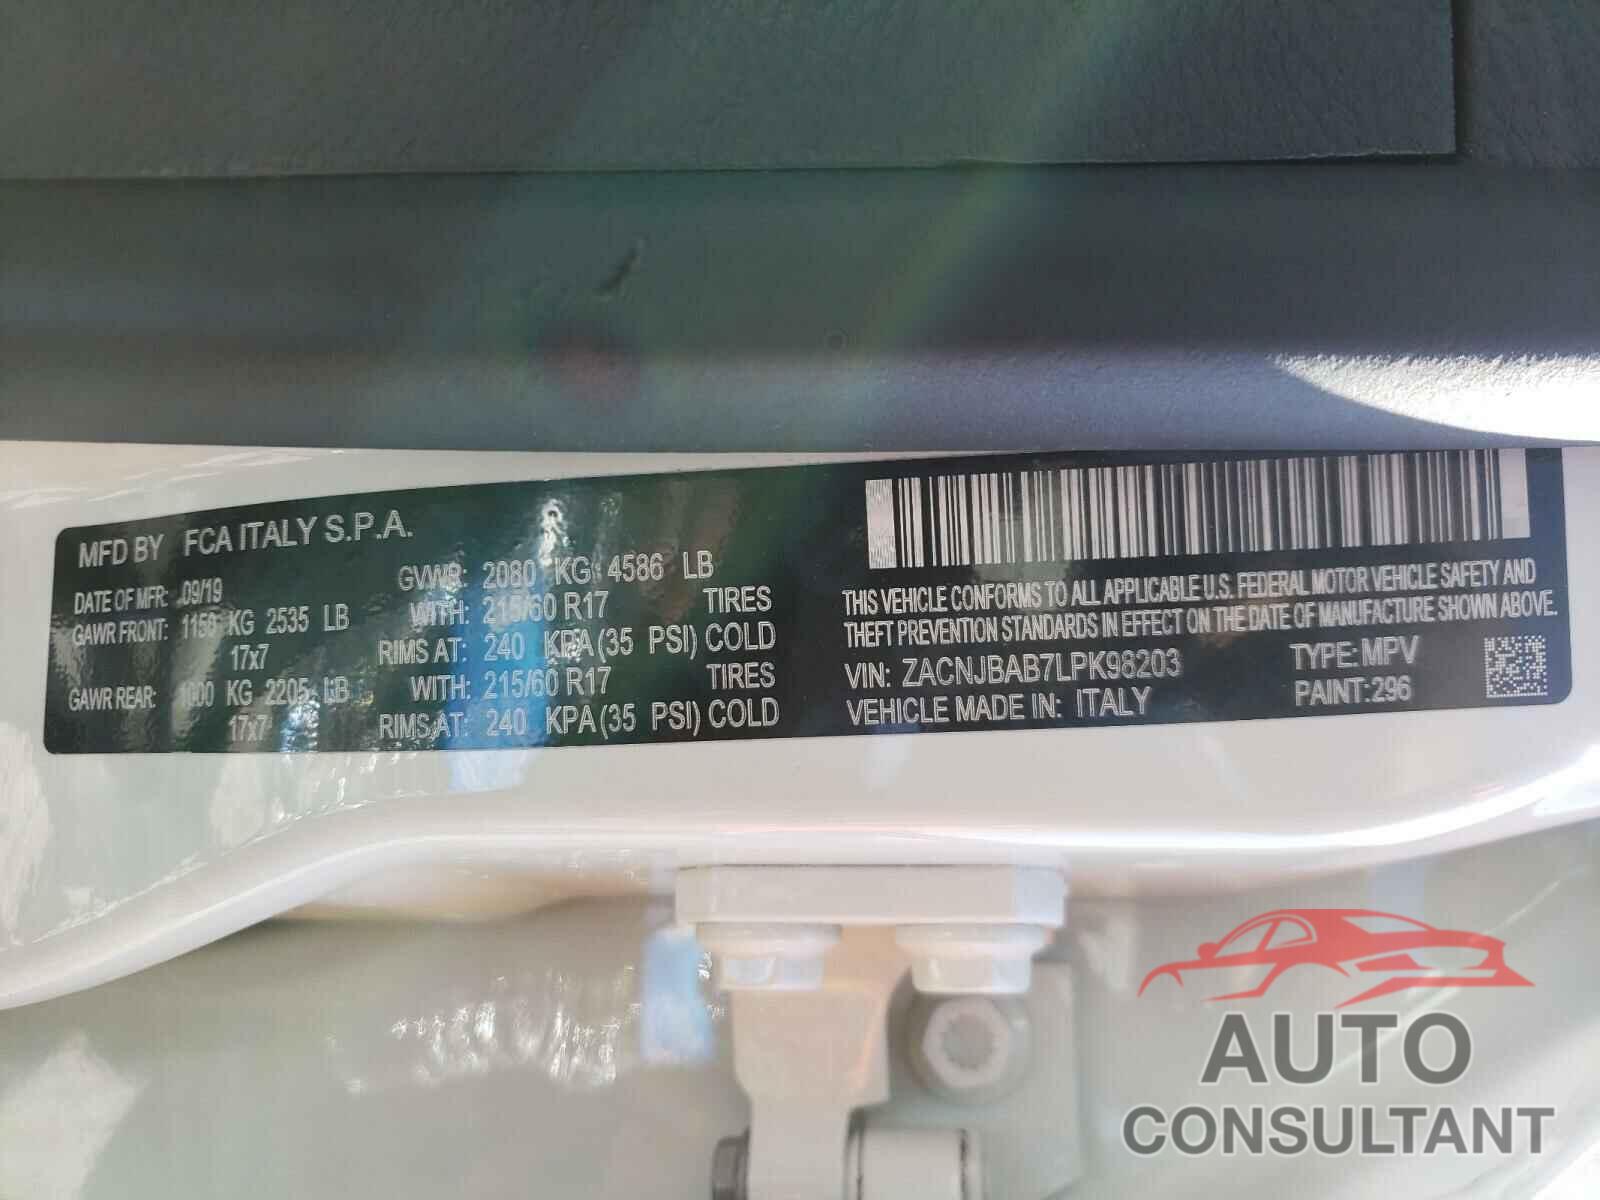 MFD BY FCA ITALY S.P.A.
DATE OF MFR: 09/19 GVWR: 2080 KG 4586 LB
GAWR FRONT: 1150 KG 2535 LB WITH: 215/60 R17 TIRES
17x7 RIMS AT: 240 KPA (35 PSI) COLD
GAWR REAR: 1000 KG 2205 LB WITH: 215/60 R17 TIRES
17x7 RIMS AT: 240 KPA (35 PSI) COLD
THIS VEHICLE CONFORMS TO ALL APPLICABLE U.S. FEDERAL MOTOR VEHICLE SAFETY AND
THEFT PREVENTION STANDARDS IN EFFECT ON THE DATE OF MANUFACTURE SHOWN ABOVE.
VIN: ZACNJBAB7LPK98203 TYPE: MPV
VEHICLE MADE IN: ITALY PAINT: 296
AUTO
CONSULTANT